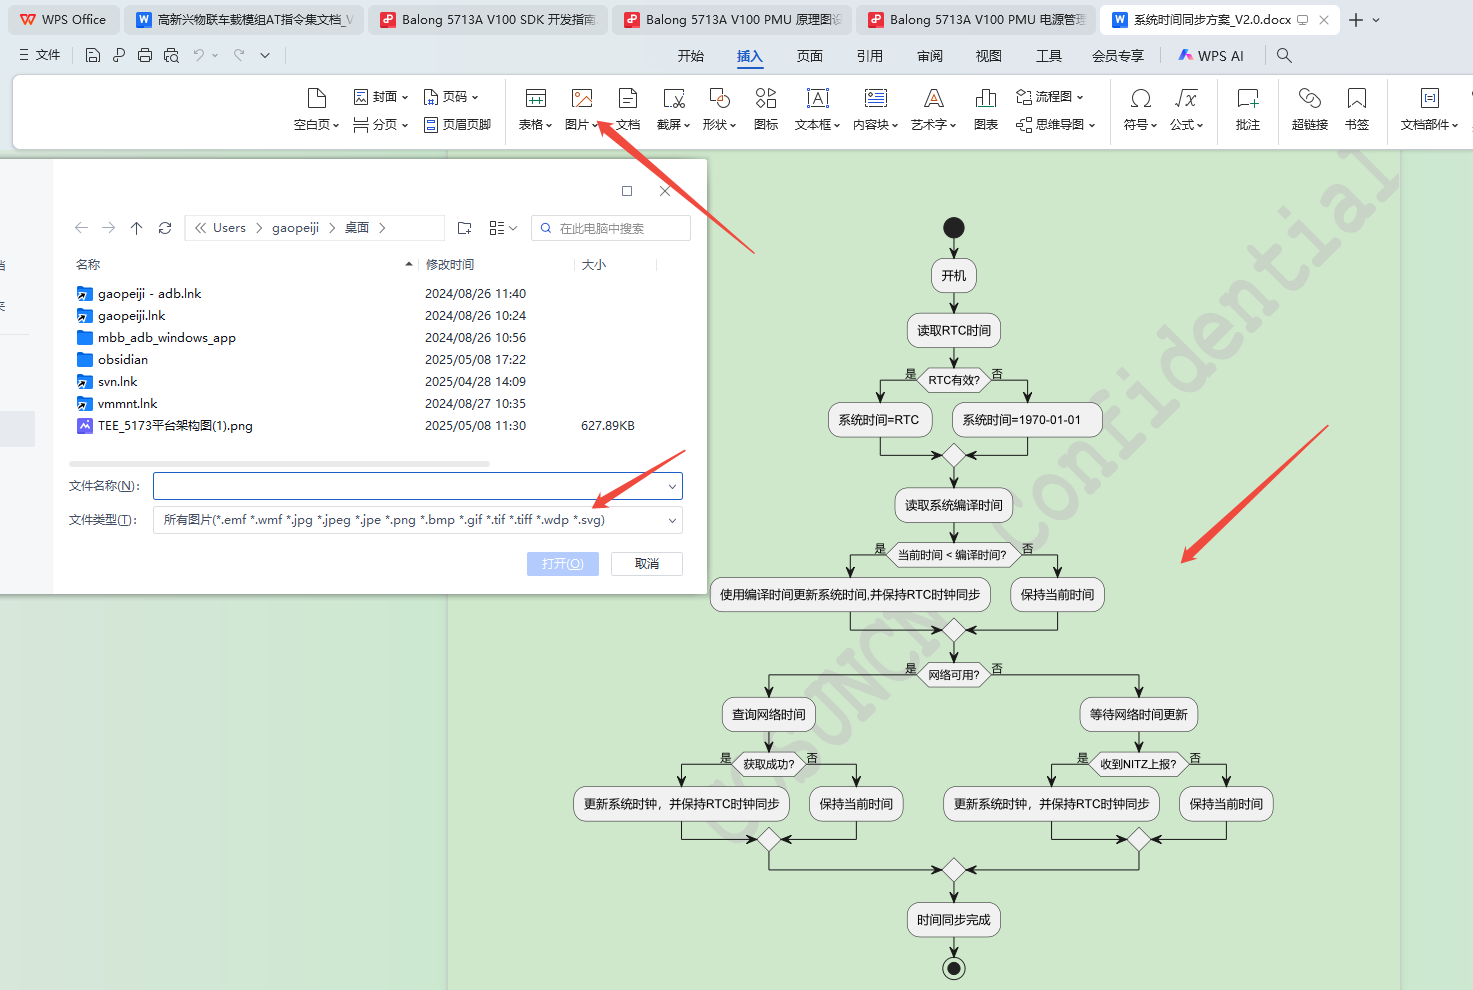 WPS Office
高新兴物联车载模组AT指令集文档_V
Balong 5713A V100 SDK 开发指南
Balong 5713A V100 PMU 原理图设
Balong 5713A V100 PMU 电源管理
系统时间同步方案_V2.0.docx
文件
开始
插入
页面
引用
审阅
视图
工具
会员专享
WPS AI
空白页
封面
分页
页码
页眉页脚
表格
图片
文档
截屏
形状
图标
文本框
内容块
艺术字
图表
流程图
思维导图
符号
公式
批注
超链接
书签
文档部件
Users
gaopeiji
桌面
在此电脑中搜索
名称
修改时间
大小
gaopeiji - adb.lnk 2024/08/26 11:40
gaopeiji.lnk 2024/08/26 10:24
mbb_adb_windows_app 2024/08/26 10:56
obsidian 2025/05/08 17:22
svn.lnk 2025/04/28 14:09
vmmnt.lnk 2024/08/27 10:35
TEE_5173平台架构图(1).png 2025/05/08 11:30 627.89KB
文件名称(N):
文件类型(T): 所有图片(*.emf *.wmf *.jpg *.jpeg *.jpe *.png *.bmp *.gif *.tif *.tiff *.wdp *.svg)
打开(O)
取消
开机
读取RTC时间
是
RTC有效?
否
系统时间=RTC
系统时间=1970-01-01
读取系统编译时间
是
当前时间 < 编译时间?
否
使用编译时间更新系统时间,并保持RTC时钟同步
保持当前时间
是
网络可用?
否
查询网络时间
等待网络时间更新
是
获取成功?
否
是
收到NITZ上报?
否
更新系统时钟，并保持RTC时钟同步
保持当前时间
更新系统时钟，并保持RTC时钟同步
保持当前时间
时间同步完成
Confidential